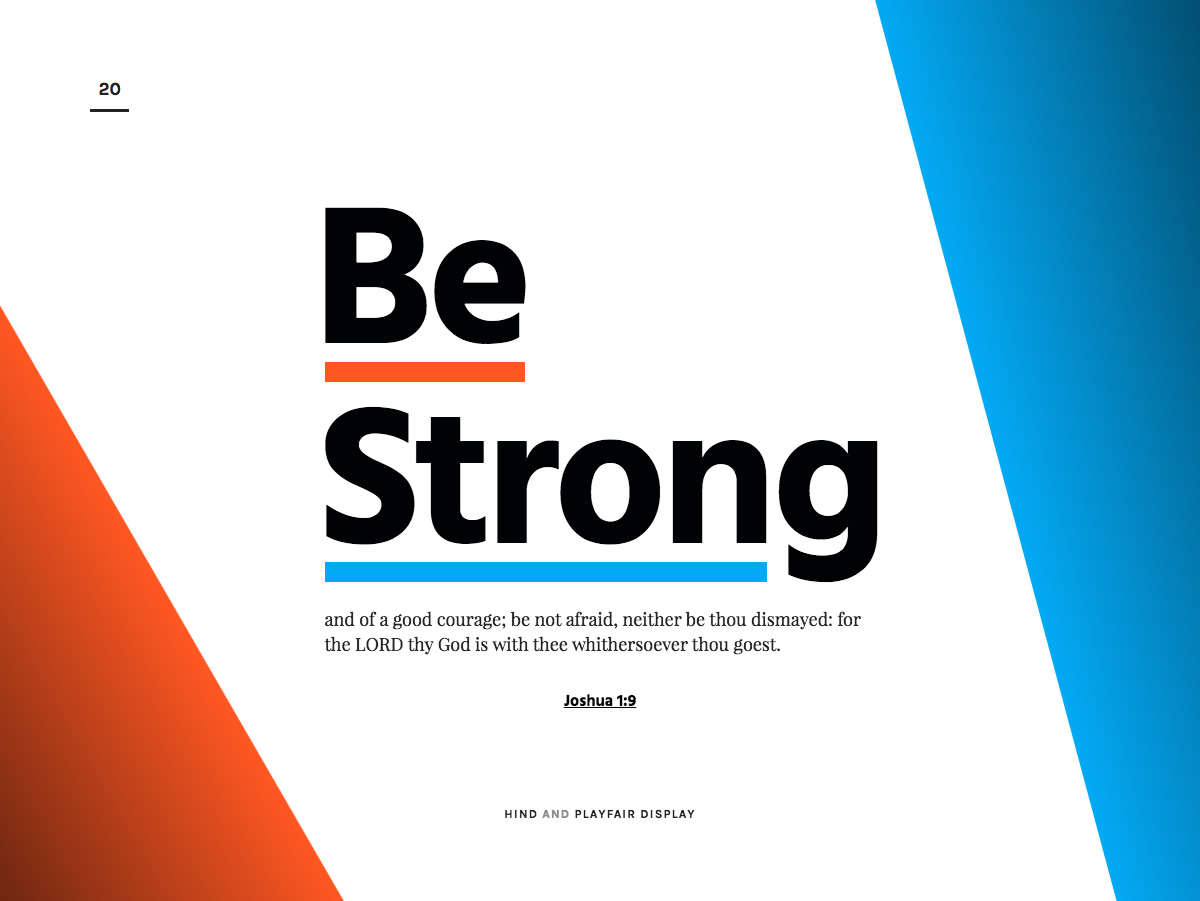 20
Be
Strong
and of a good courage; be not afraid, neither be thou dismayed: for
the LORD thy God is with thee whithersoever thou goest.
Joshua 1:9
HIND AND PLAYFAIR DISPLAY